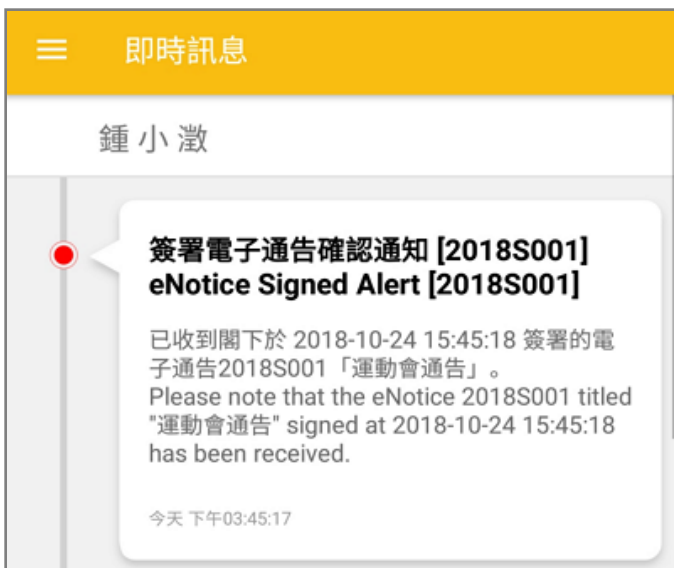 即時訊息
鍾小澂
簽署電子通告確認通知 [2018S001]
eNotice Signed Alert [2018S001]
已收到閣下於 2018-10-24 15:45:18 簽署的電
子通告2018S001「運動會通告」。
Please note that the eNotice 2018S001 titled
"運動會通告" signed at 2018-10-24 15:45:18
has been received.
今天 下午03:45:17